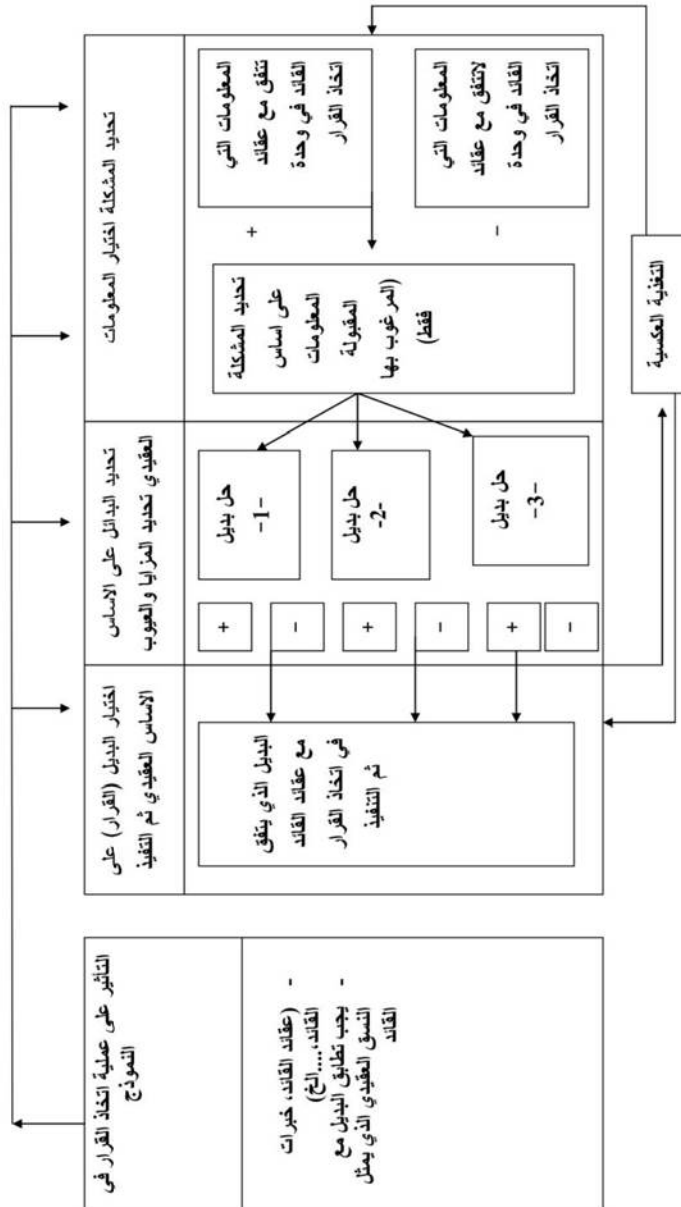 تحديد المشكلة اختيار المعلومات
المعلومات التي
تتفق مع عقائد
القائد في وحدة
اتخاذ القرار
+
المعلومات التي
لاتتفق مع عقائد
القائد في وحدة
اتخاذ القرار
–
تحديد المشكلة
على اساس
المعلومات
المقبولة
(المرغوب بها
فقط)
تحديد البدائل على الاساس
العقيدي تحديد المزايا والعيوب
حل بديل
-1-
حل بديل
-2-
حل بديل
-3-
+
–
+
–
+
–
اختيار البديل (القرار) على
الاساس العقيدي ثم التنفيذ
البديل الذي يتفق
مع عقائد القائد
في اتخاذ القرار
ثم التنفيذ
التغذية العكسية
التأثير على عملية اتخاذ القرار في
النموذج
- (عقائد القائد، خبرات
القائد،....الخ)
- يجب تطابق البديل مع
النسق العقيدي الذي يمثل
القائد